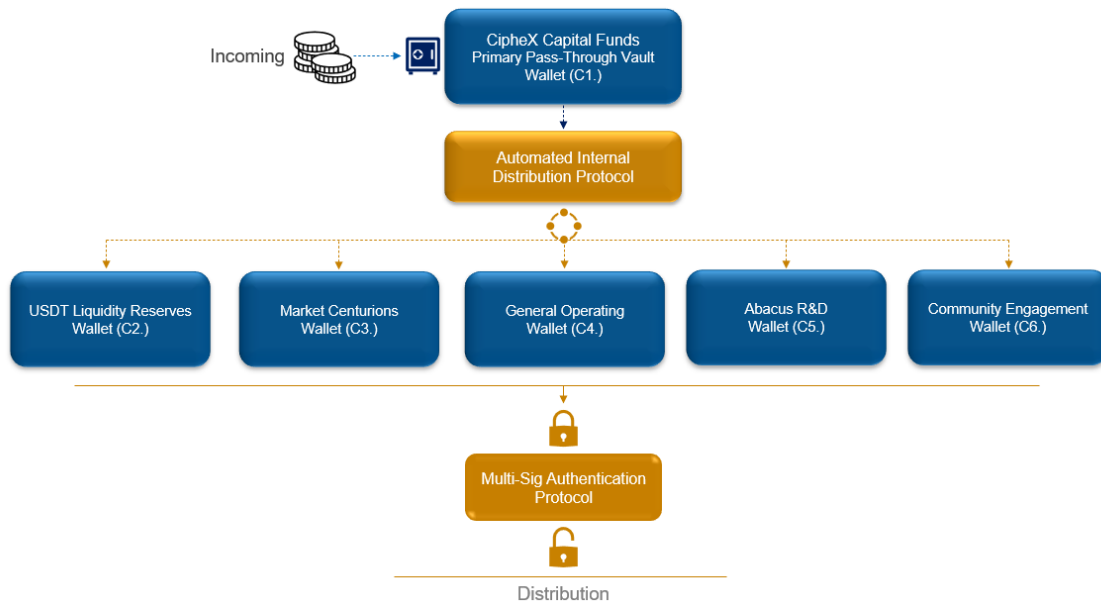 Incoming
CipheX Capital Funds
Primary Pass-Through Vault
Wallet (C1.)
Automated Internal
Distribution Protocol
USDT Liquidity Reserves
Wallet (C2.)
Market Centurions
Wallet (C3.)
General Operating
Wallet (C4.)
Abacus R&D
Wallet (C5.)
Community Engagement
Wallet (C6.)
Multi-Sig Authentication
Protocol
Distribution